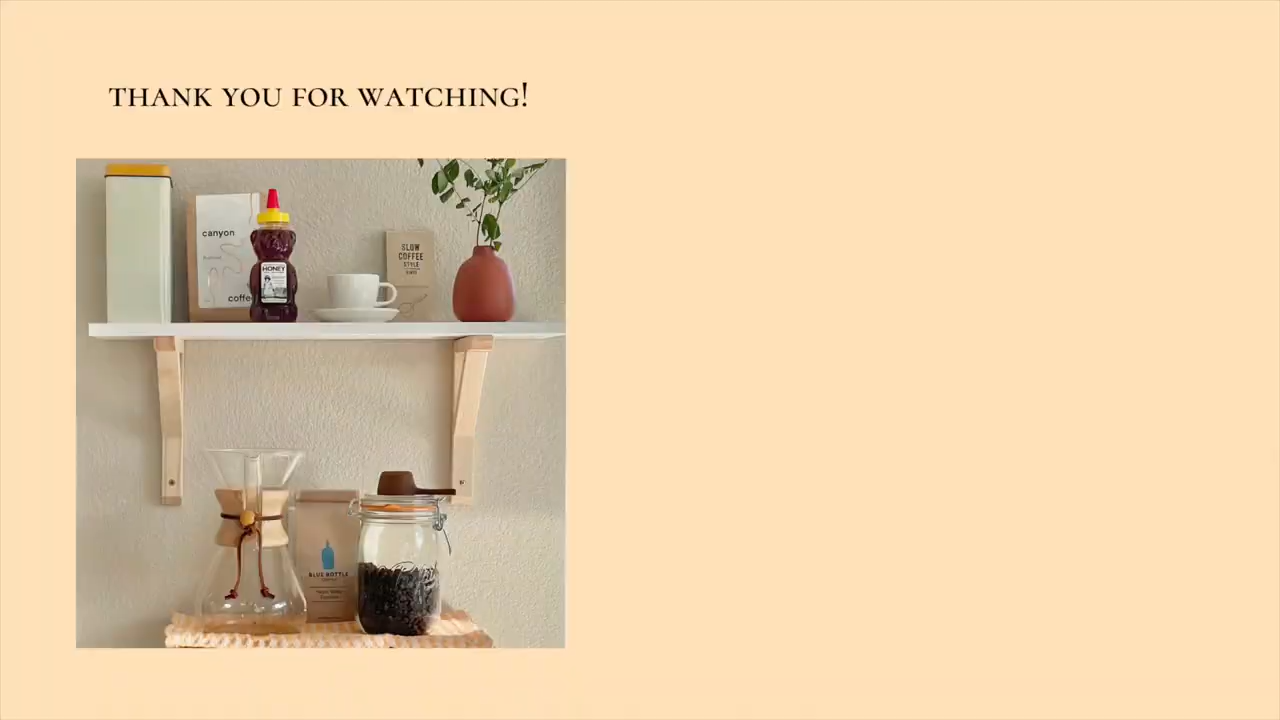 THANK YOU FOR WATCHING!
canyon
coffee
HONEY
SLOW
COFFEE
STYLE
BLUE BOTTLE